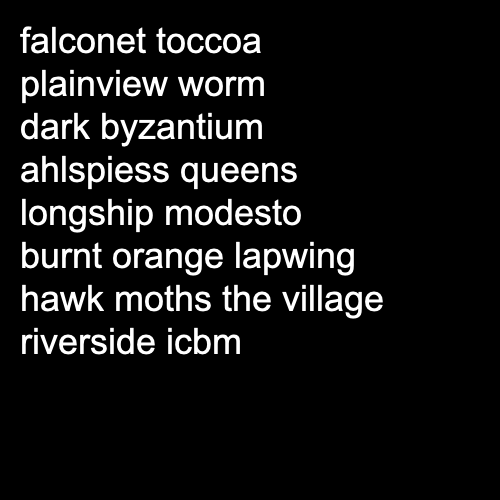 falconet toccoa
plainview worm
dark byzantium
ahlspiess queens
longship modesto
burnt orange lapwing
hawk moths the village
riverside icbm